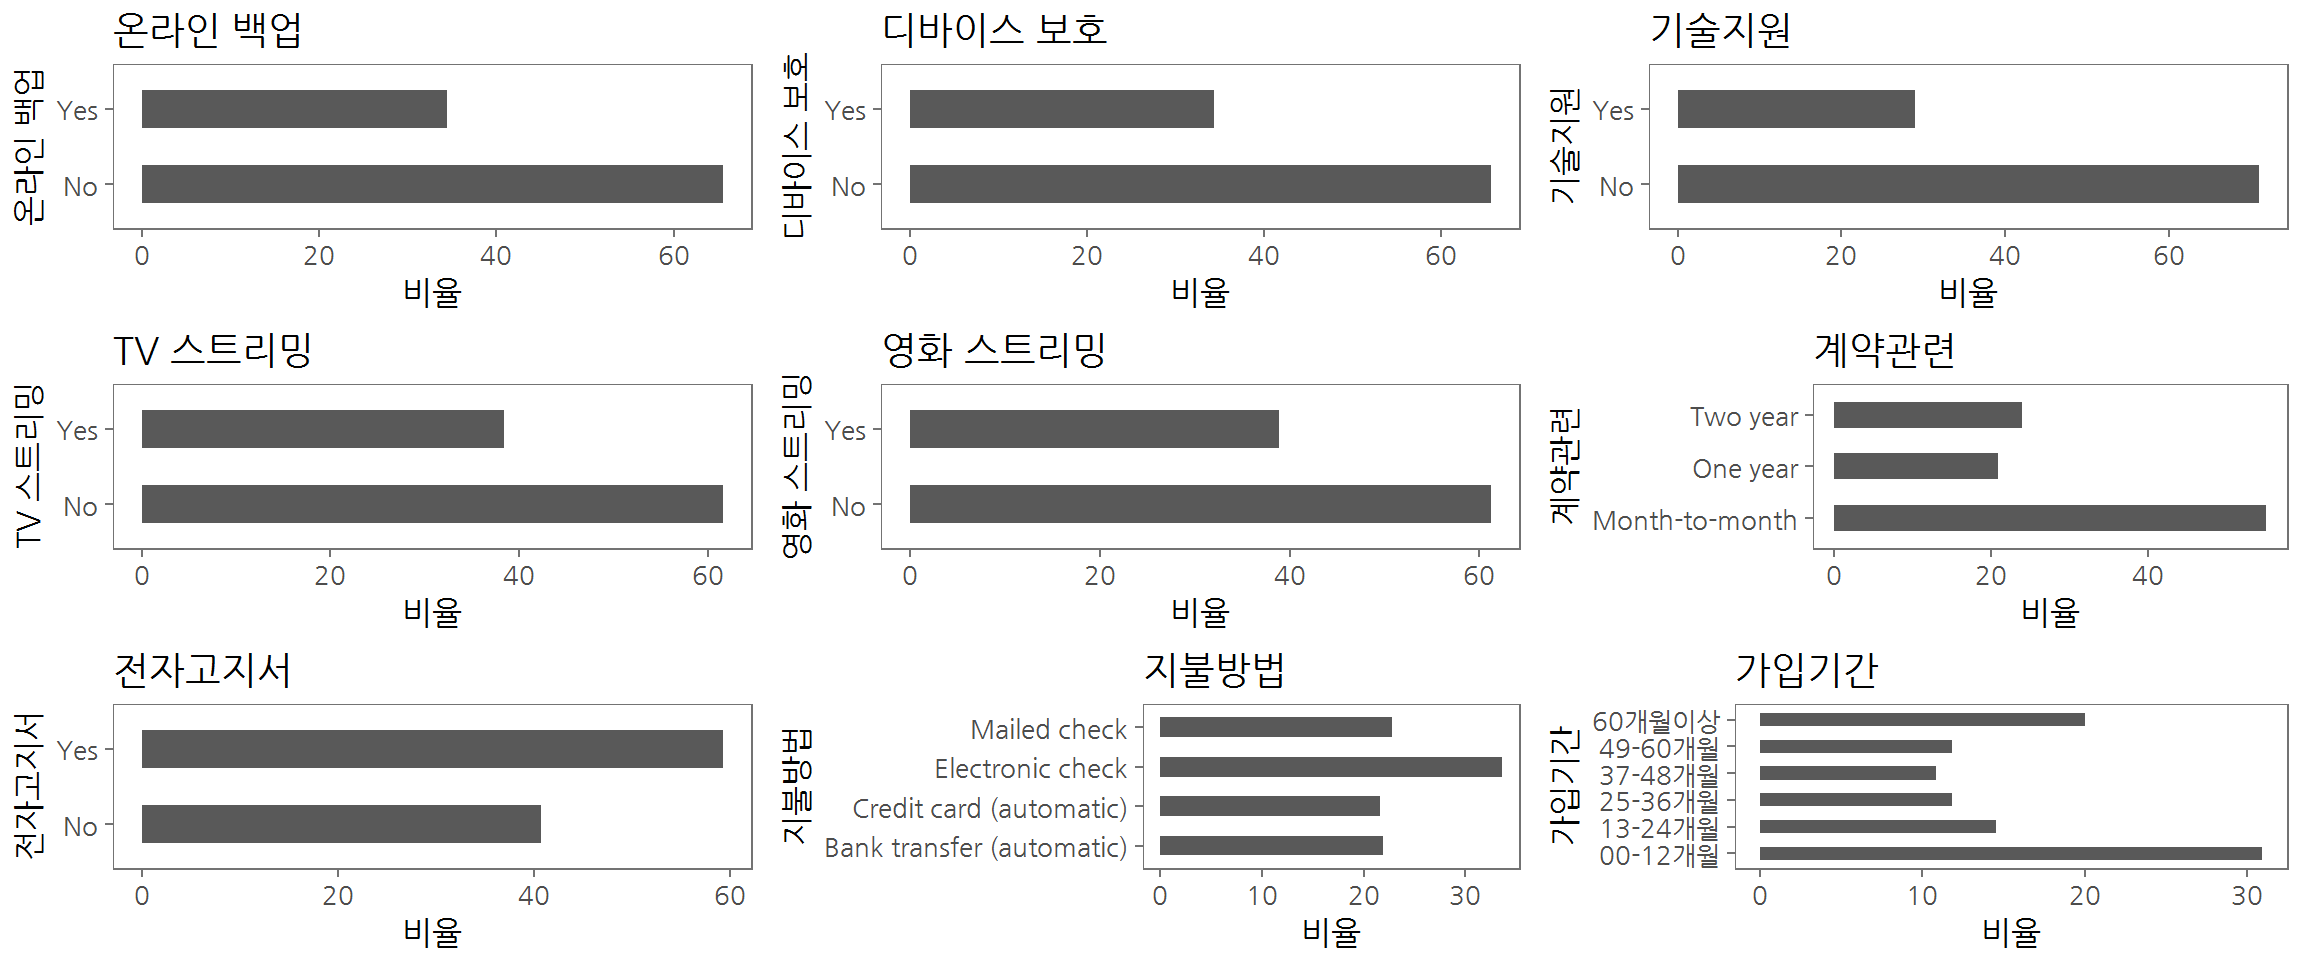 온라인 백업
온라인 백업
Yes
No
0 20 40 60
비율
디바이스 보호
디바이스 보호
Yes
No
0 20 40 60
비율
기술지원
기술지원
Yes
No
0 20 40 60
비율
TV 스트리밍
TV 스트리밍
Yes
No
0 20 40 60
비율
영화 스트리밍
영화 스트리밍
Yes
No
0 20 40 60
비율
계약관련
계약관련
Two year
One year
Month-to-month
0 20 40
비율
전자고지서
전자고지서
Yes
No
0 20 40 60
비율
지불방법
지불방법
Mailed check
Electronic check
Credit card (automatic)
Bank transfer (automatic)
0 10 20 30
비율
가입기간
가입기간
60개월이상
49-60개월
37-48개월
25-36개월
13-24개월
00-12개월
0 10 20 30
비율